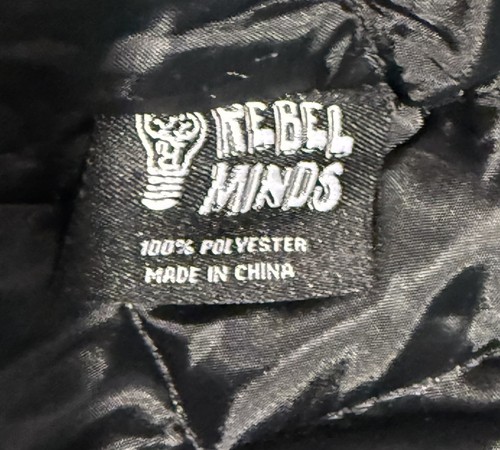 REBEL
MINDS
100% POLYESTER
MADE IN CHINA